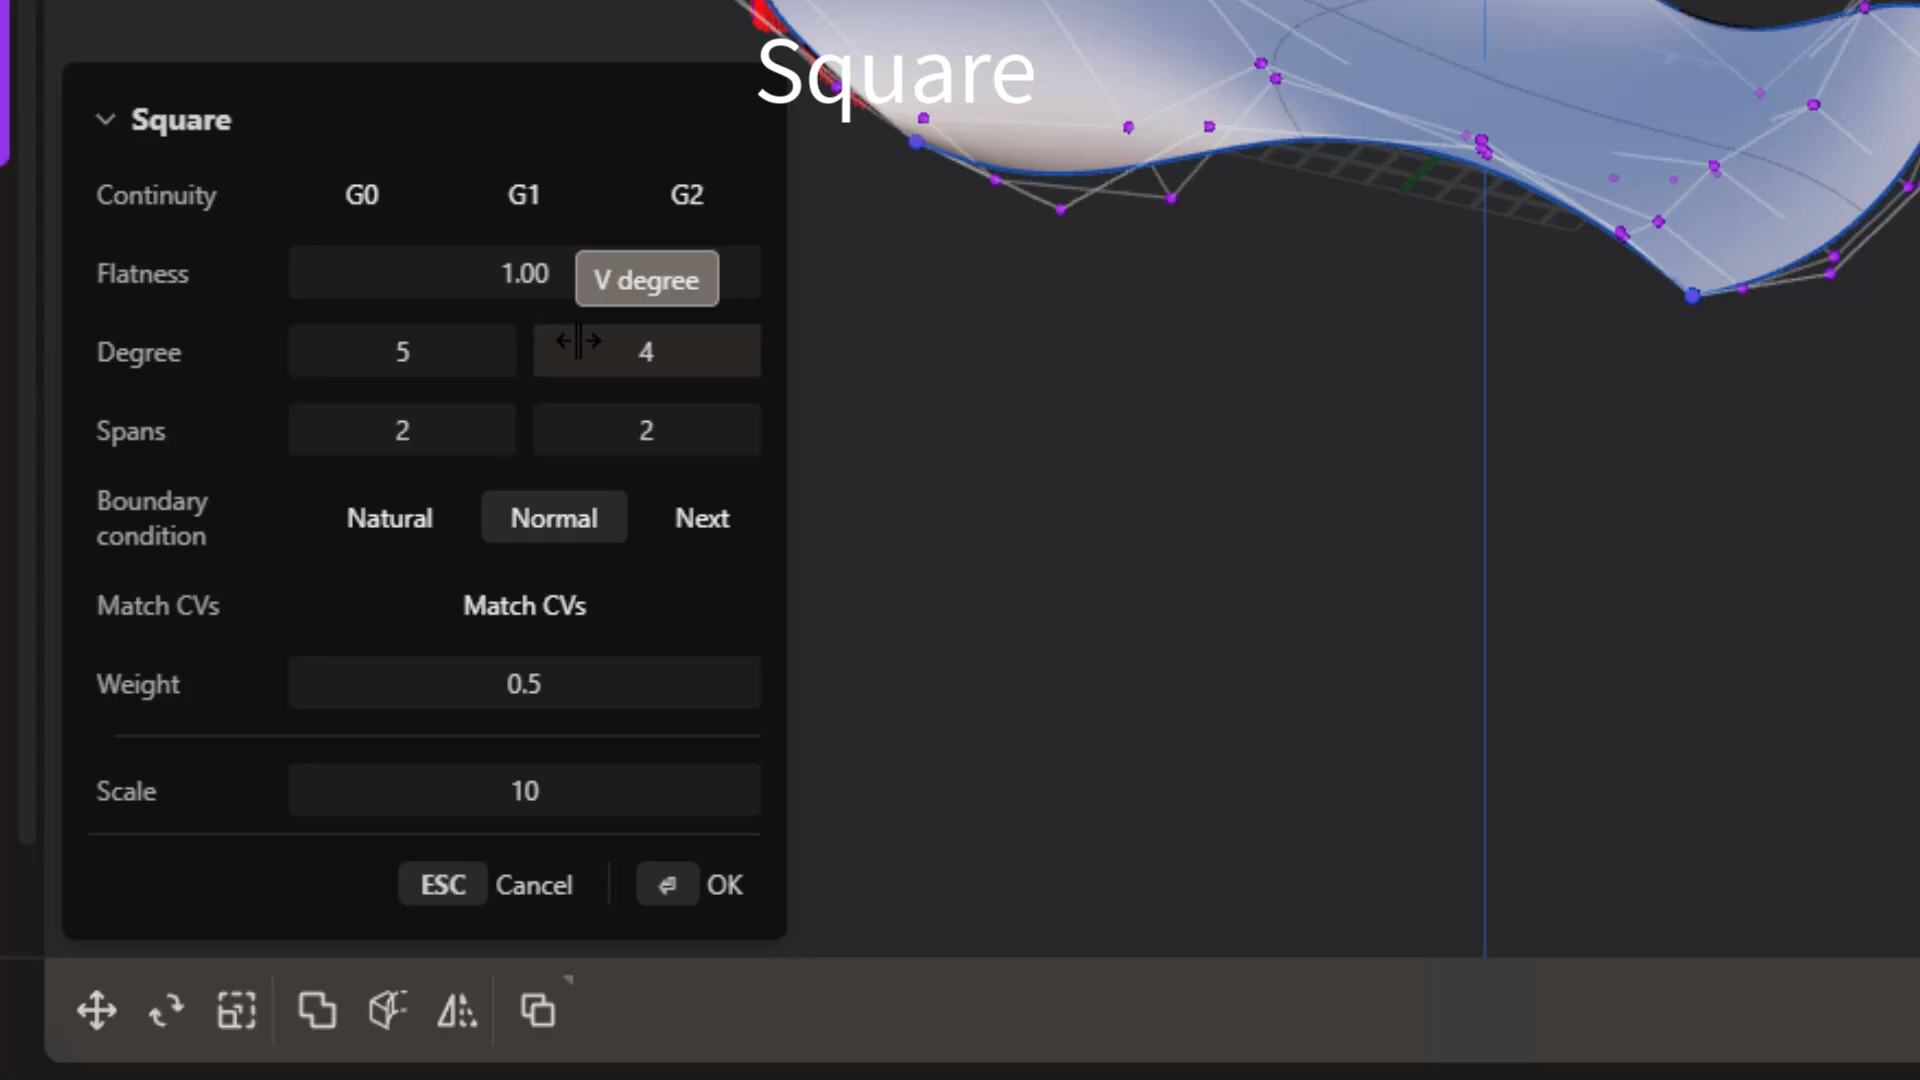 Square
Square
Continuity G0 G1 G2
Flatness 1.00
V degree
Degree 5 4
Spans 2 2
Boundary condition Natural Normal Next
Match CVs Match CVs
Weight 0.5
Scale 10
ESC Cancel OK